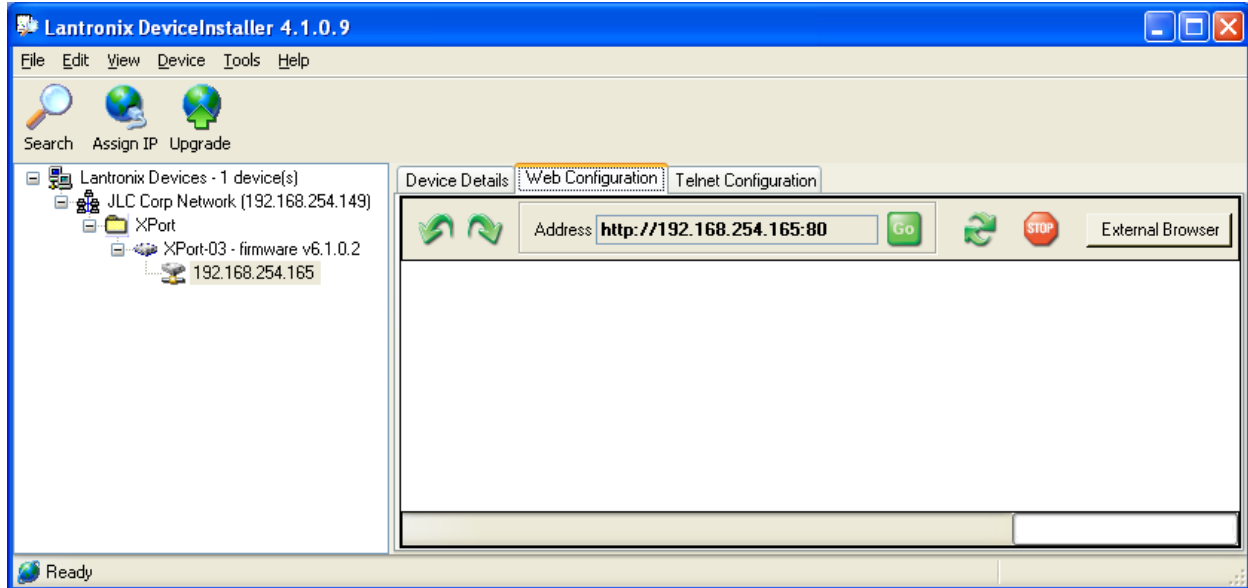 Lantronix DeviceInstaller 4.1.0.9
File Edit View Device Tools Help
Search Assign IP Upgrade
Lantronix Devices - 1 device(s)
JLC Corp Network (192.168.254.149)
XPort
XPort-03 - firmware v6.1.0.2
192.168.254.165
Device Details Web Configuration Telnet Configuration
Address http://192.168.254.165:80 Go STOP External Browser
Ready